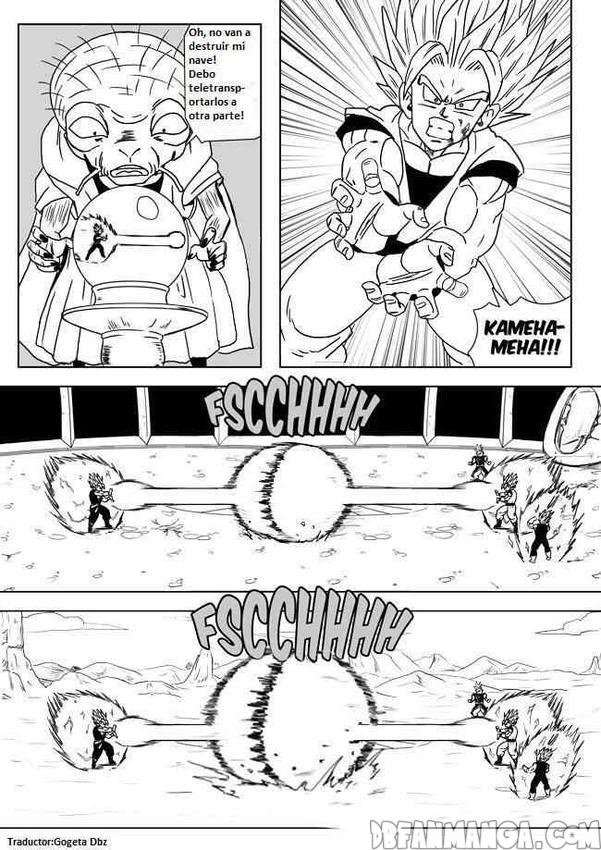 Oh, no van a
destruir mi
nave!
Debo
teletransp-
ortarlos a
otra parte!
KAMEHA-
MEHA!!!
FSCCHHHH
FSCCHHHH
Traductor:Gogeta Dbz
DBFANMANGA.COM